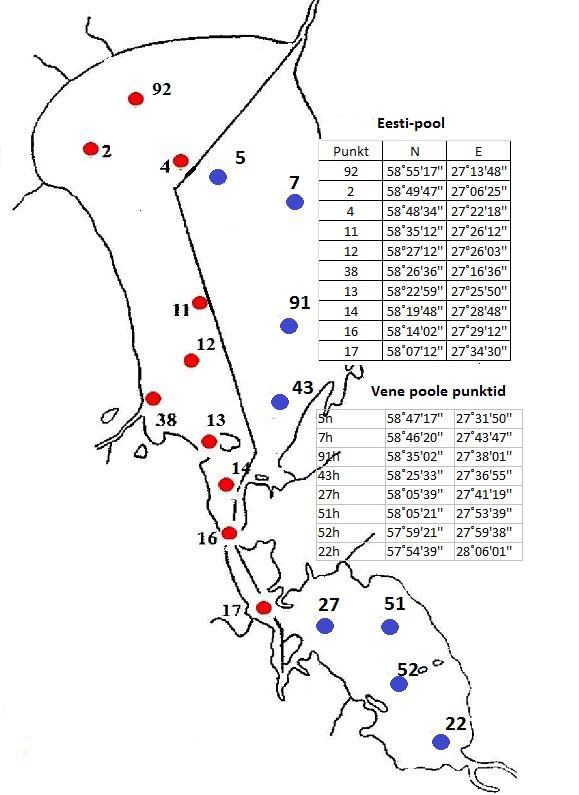 92
2
4
5
7
11
91
12
43
38
13
14
16
17
27
51
52
22
Eesti-pool
Punkt N E
92 58°55'17" 27°13'48"
2 58°49'47" 27°06'25"
4 58°48'34" 27°22'18"
11 58°35'12" 27°26'12"
12 58°27'12" 27°26'03"
38 58°26'36" 27°16'36"
13 58°22'59" 27°25'50"
14 58°19'48" 27°28'48"
16 58°14'02" 27°29'12"
17 58°07'12" 27°34'30"
Vene poole punktid
5h 58°47'17" 27°31'50"
7h 58°46'20" 27°43'47"
91h 58°35'02" 27°38'01"
43h 58°25'33" 27°36'55"
27h 58°05'39" 27°41'19"
51h 58°05'21" 27°53'39"
52h 57°59'21" 27°59'38"
22h 57°54'39" 28°06'01"